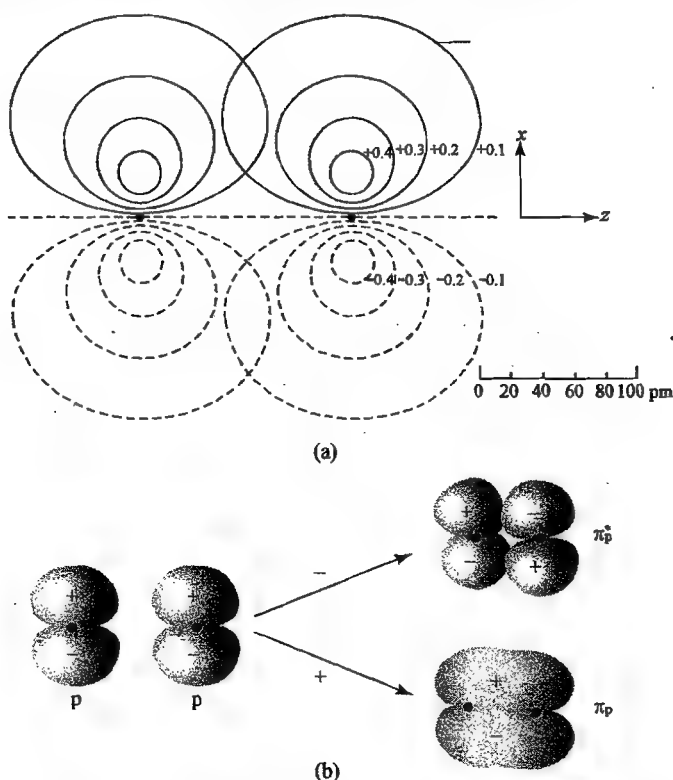 x
+0.4 +0.3 +0.2 +0.1
z
-0.4 -0.3 -0.2 -0.1
0 20 40 60 80 100 pm
(a)
+ − π*p
− +
+ + −
− − +
p p + πp
−
(b)